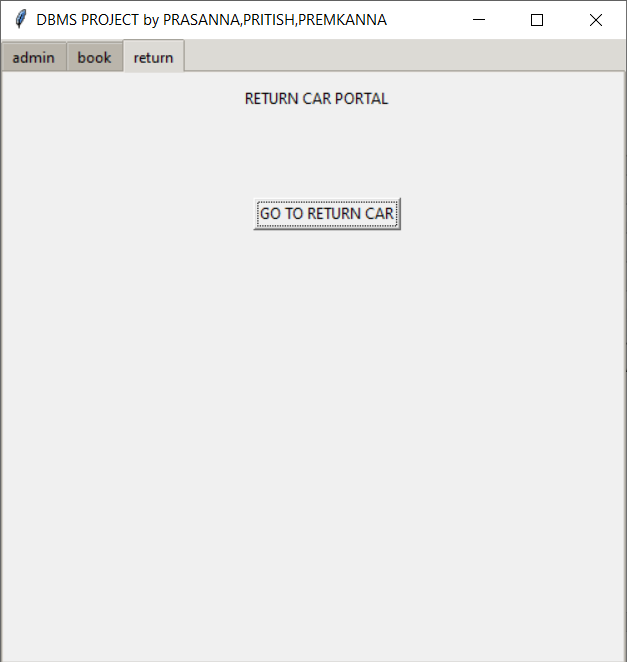 DBMS PROJECT by PRASANNA,PRITISH,PREMKANNA
admin book return
RETURN CAR PORTAL
GO TO RETURN CAR